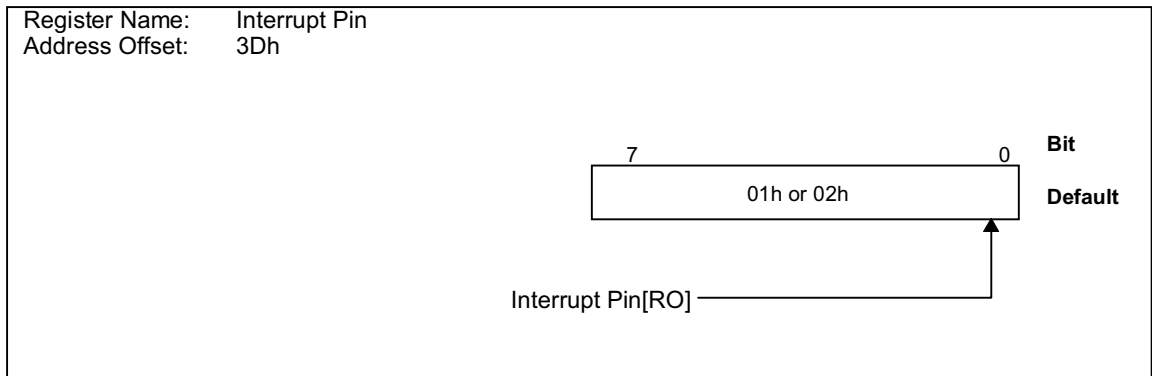 Register Name: Interrupt Pin
Address Offset: 3Dh
7 0 Bit
01h or 02h Default
Interrupt Pin[RO]